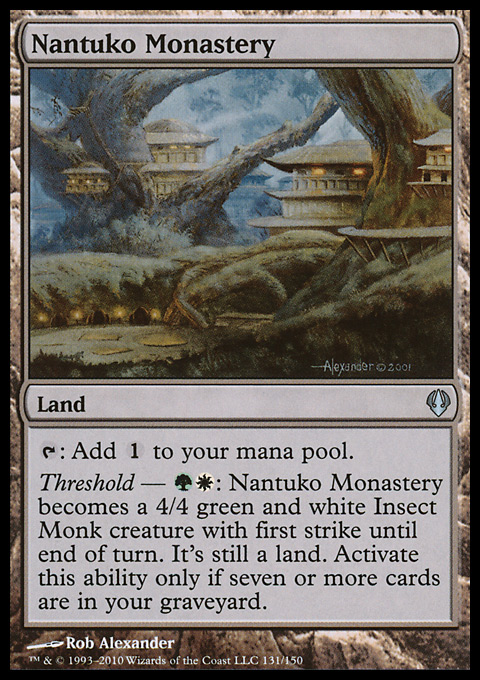 Nantuko Monastery
Alexander © 2001
Land
: Add 1 to your mana pool.
Threshold — : Nantuko Monastery
becomes a 4/4 green and white Insect
Monk creature with first strike until
end of turn. It's still a land. Activate
this ability only if seven or more cards
are in your graveyard.
Rob Alexander
™ & © 1993–2010 Wizards of the Coast LLC 131/150